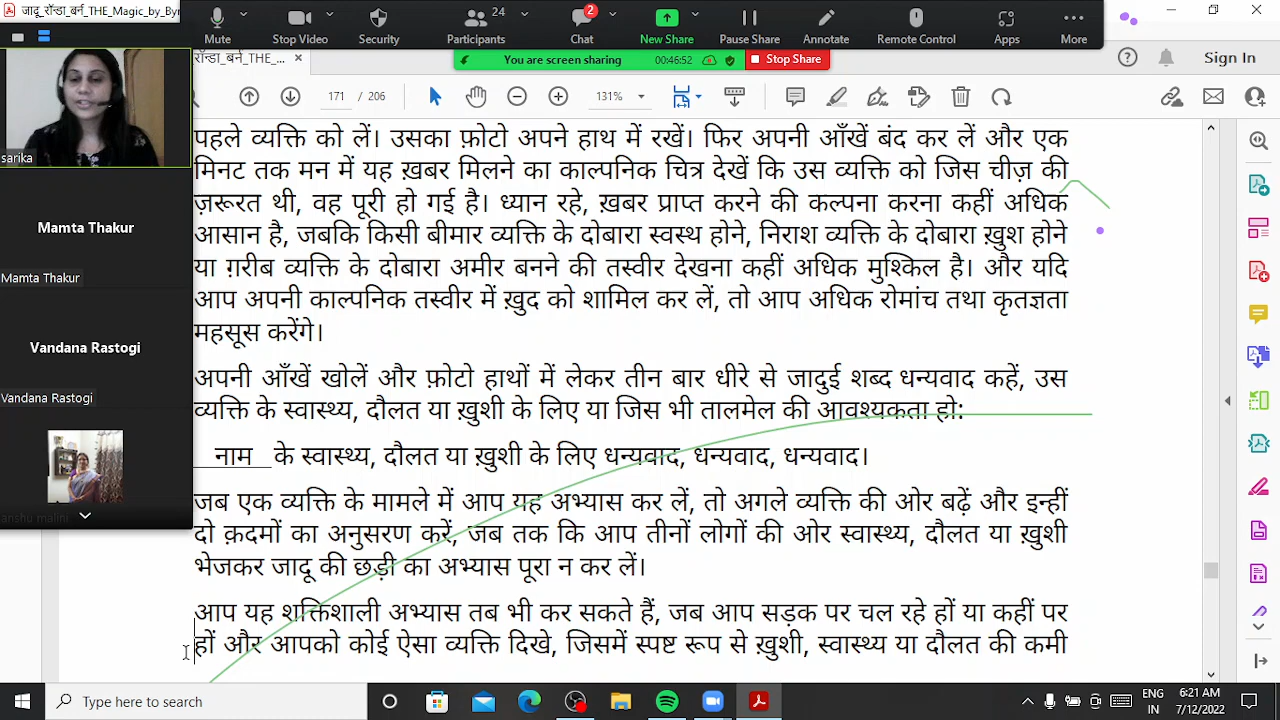 जादू_रॉन्डा_बर्न_THE_Magic_by_Byrn
Mute
Stop Video
Security
24
Participants
2
Chat
New Share
Pause Share
Annotate
Remote Control
Apps
More
रॉन्डा_बर्न_THE_... ×
You are screen sharing
00:46:52
Stop Share
Sign In
171 / 206
131%
sarika
Mamta Thakur
Mamta Thakur
Vandana Rastogi
Vandana Rastogi
anshu malini
पहले व्यक्ति को लें। उसका फ़ोटो अपने हाथ में रखें। फिर अपनी आँखें बंद कर लें और एक
मिनट तक मन में यह ख़बर मिलने का काल्पनिक चित्र देखें कि उस व्यक्ति को जिस चीज़ की
ज़रूरत थी, वह पूरी हो गई है। ध्यान रहे, ख़बर प्राप्त करने की कल्पना करना कहीं अधिक
आसान है, जबकि किसी बीमार व्यक्ति के दोबारा स्वस्थ होने, निराश व्यक्ति के दोबारा ख़ुश होने
या ग़रीब व्यक्ति के दोबारा अमीर बनने की तस्वीर देखना कहीं अधिक मुश्किल है। और यदि
आप अपनी काल्पनिक तस्वीर में ख़ुद को शामिल कर लें, तो आप अधिक रोमांच तथा कृतज्ञता
महसूस करेंगे।
अपनी आँखें खोलें और फ़ोटो हाथों में लेकर तीन बार धीरे से जादुई शब्द धन्यवाद कहें, उस
व्यक्ति के स्वास्थ्य, दौलत या ख़ुशी के लिए या जिस भी तालमेल की आवश्यकता हो:
नाम के स्वास्थ्य, दौलत या ख़ुशी के लिए धन्यवाद, धन्यवाद, धन्यवाद।
जब एक व्यक्ति के मामले में आप यह अभ्यास कर लें, तो अगले व्यक्ति की ओर बढ़ें और इन्हीं
दो क़दमों का अनुसरण करें, जब तक कि आप तीनों लोगों की ओर स्वास्थ्य, दौलत या ख़ुशी
भेजकर जादू की छड़ी का अभ्यास पूरा न कर लें।
आप यह शक्तिशाली अभ्यास तब भी कर सकते हैं, जब आप सड़क पर चल रहे हों या कहीं पर
हों और आपको कोई ऐसा व्यक्ति दिखे, जिसमें स्पष्ट रूप से ख़ुशी, स्वास्थ्य या दौलत की कमी
Type here to search
ENG
IN
6:21 AM
7/12/2022